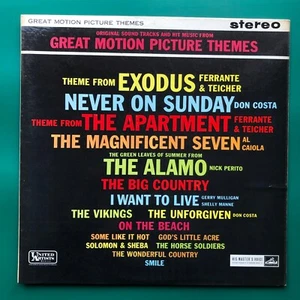 GREAT MOTION PICTURE THEMES
stereo
ORIGINAL SOUND TRACKS AND HIT MUSIC FROM
GREAT MOTION PICTURE THEMES
THEME FROM EXODUS FERRANTE & TEICHER
NEVER ON SUNDAY DON COSTA
THEME FROM THE APARTMENT FERRANTE & TEICHER
THE MAGNIFICENT SEVEN AL CAIOLA
THE GREEN LEAVES OF SUMMER FROM
THE ALAMO NICK PERITO
THE BIG COUNTRY
I WANT TO LIVE GERRY MULLIGAN SHELLY MANNE
THE VIKINGS THE UNFORGIVEN DON COSTA
ON THE BEACH
SOME LIKE IT HOT GOD'S LITTLE ACRE
SOLOMON & SHEBA THE HORSE SOLDIERS
THE WONDERFUL COUNTRY
SMILE
UNITED ARTISTS
HIS MASTER'S VOICE